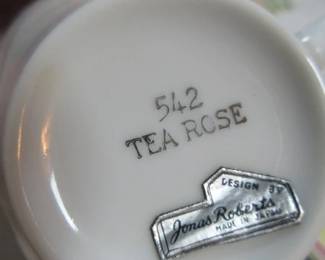 542
TEA ROSE
DESIGN BY
Jonas Roberts
MADE IN JAPAN